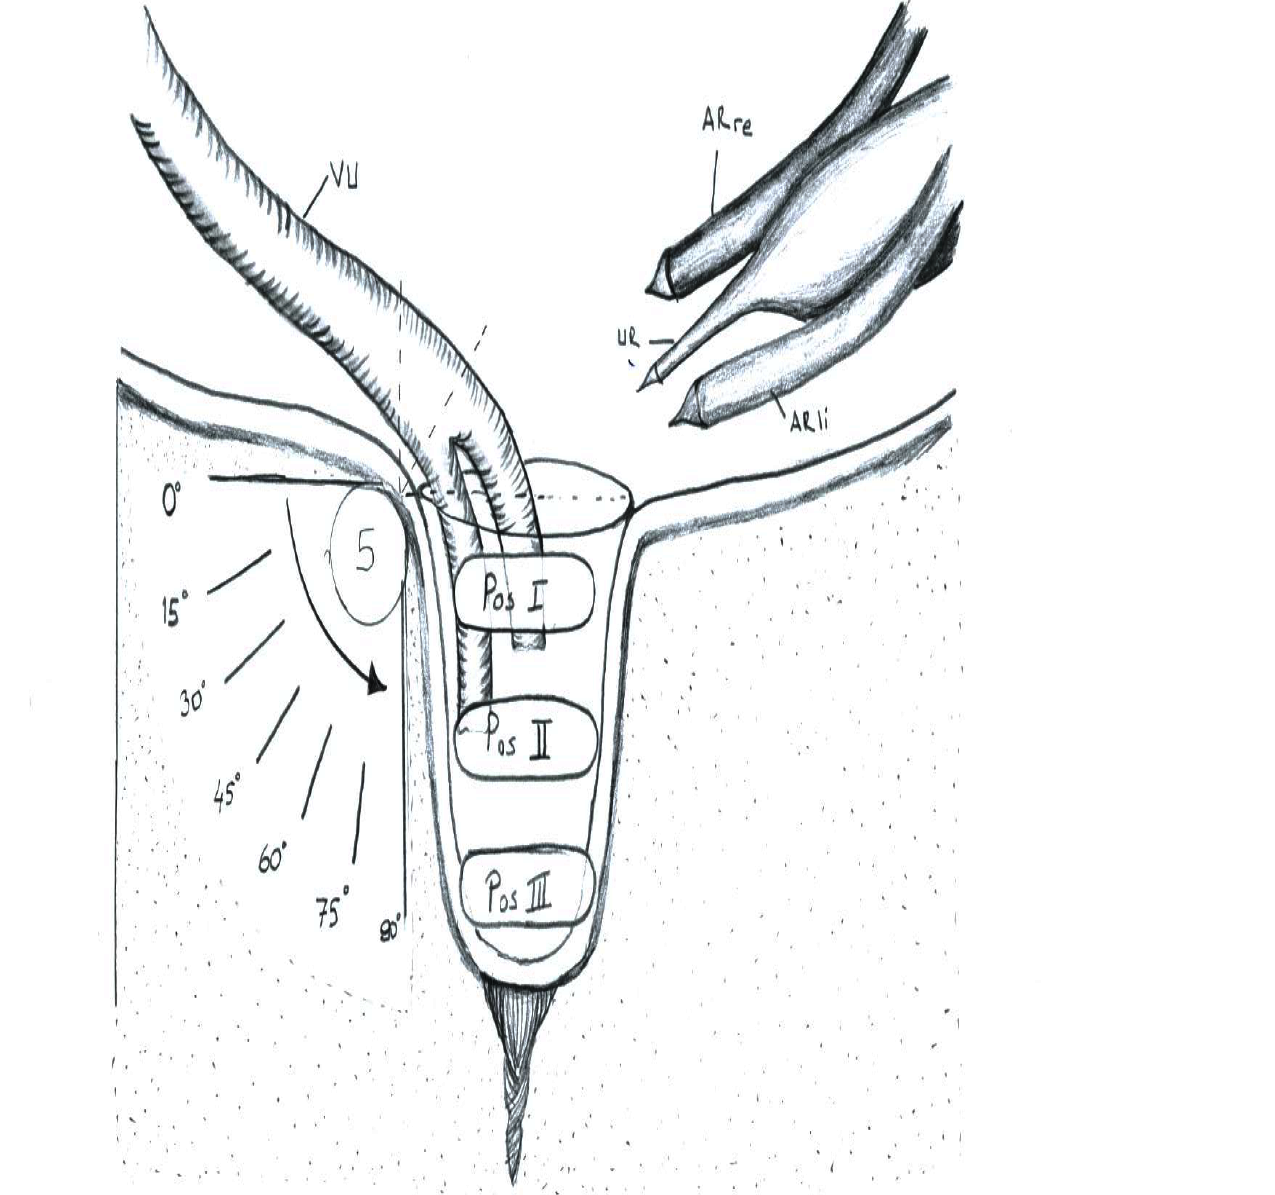 ARre
VU
UR
ARli
0°
5
15°
Pos I
30°
Pos II
45°
60°
Pos III
75°
90°